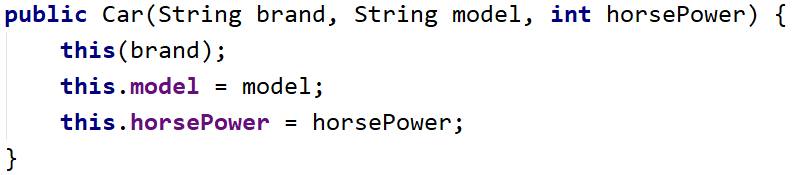 public Car(String brand, String model, int horsePower) {
    this(brand);
    this.model = model;
    this.horsePower = horsePower;
}